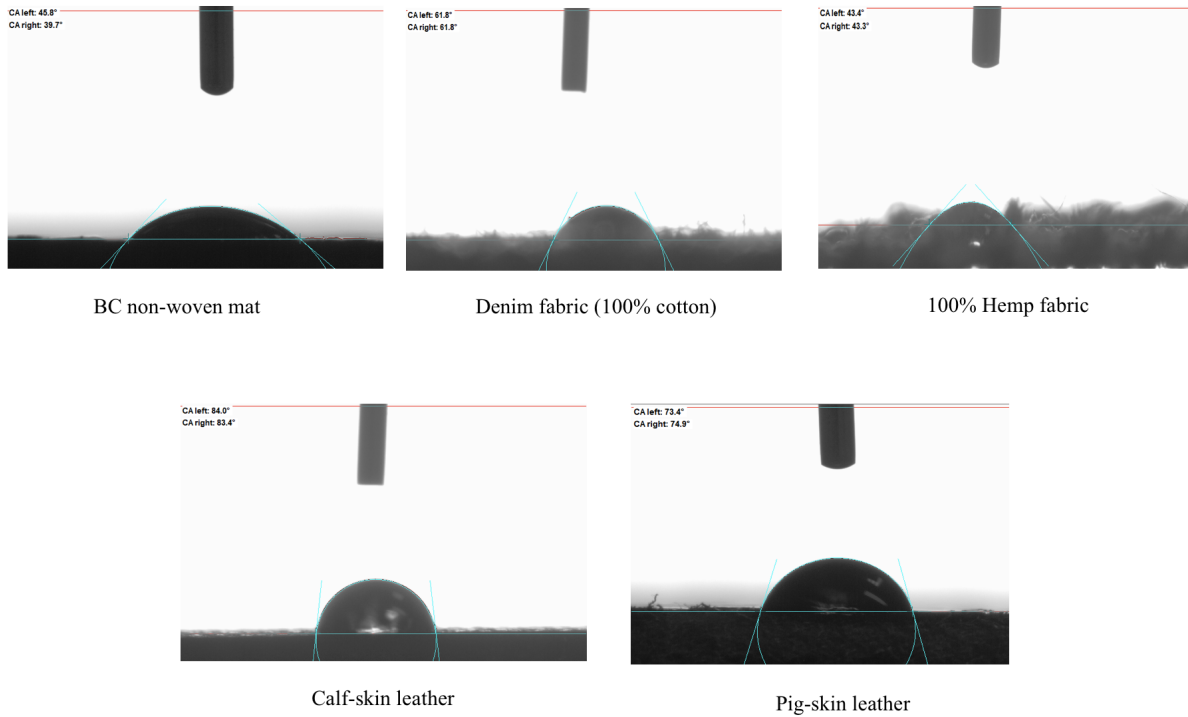 CA left: 45.8°
CA right: 39.7°
BC non-woven mat
CA left: 61.8°
CA right: 61.8°
Denim fabric (100% cotton)
CA left: 43.4°
CA right: 43.3°
100% Hemp fabric
CA left: 84.0°
CA right: 83.4°
Calf-skin leather
CA left: 73.4°
CA right: 74.9°
Pig-skin leather